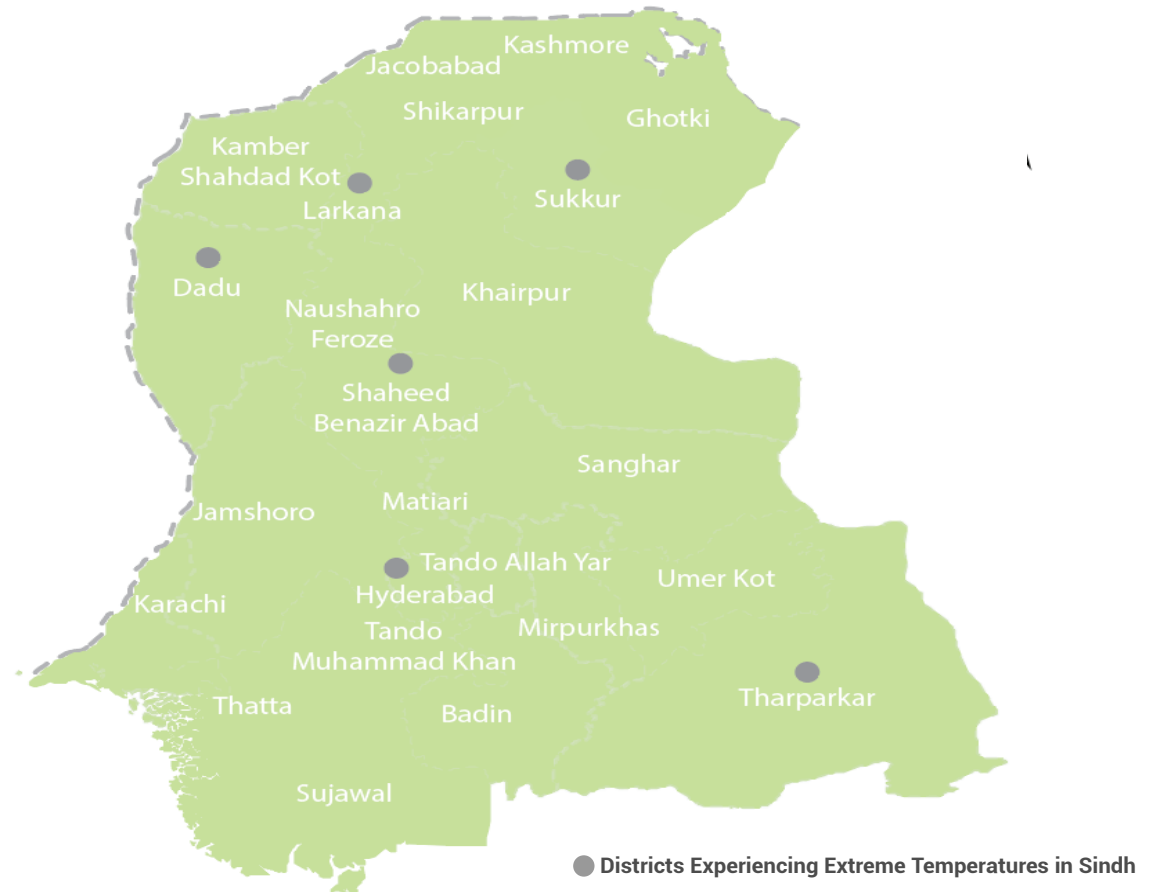 Kashmore
Jacobabad
Shikarpur
Ghotki
Kamber
Shahdad Kot
Larkana
Sukkur
Dadu
Khairpur
Naushahro
Feroze
Shaheed
Benazir Abad
Sanghar
Matiari
Jamshoro
Tando Allah Yar
Umer Kot
Hyderabad
Karachi
Mirpurkhas
Tando
Muhammad Khan
Tharparkar
Thatta
Badin
Sujawal
Districts Experiencing Extreme Temperatures in Sindh